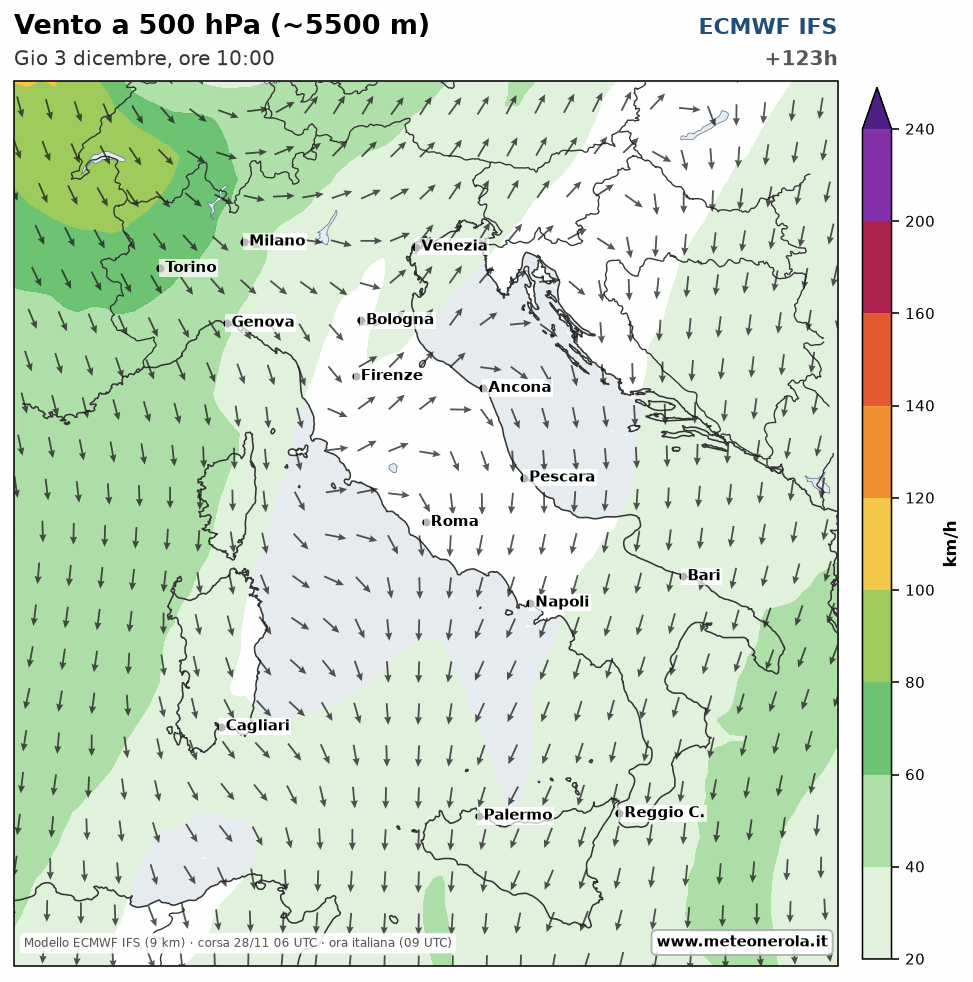 Vento a 500 hPa (~5500 m)
ECMWF IFS
Gio 3 dicembre, ore 10:00
+123h
Milano
Venezia
Torino
Genova
Bologna
Firenze
Ancona
Pescara
Roma
Bari
Napoli
Cagliari
Palermo
Reggio C.
240
200
160
140
120
100
80
60
40
20
km/h
Modello ECMWF IFS (9 km) · corsa 28/11 06 UTC · ora italiana (09 UTC)
www.meteonerola.it